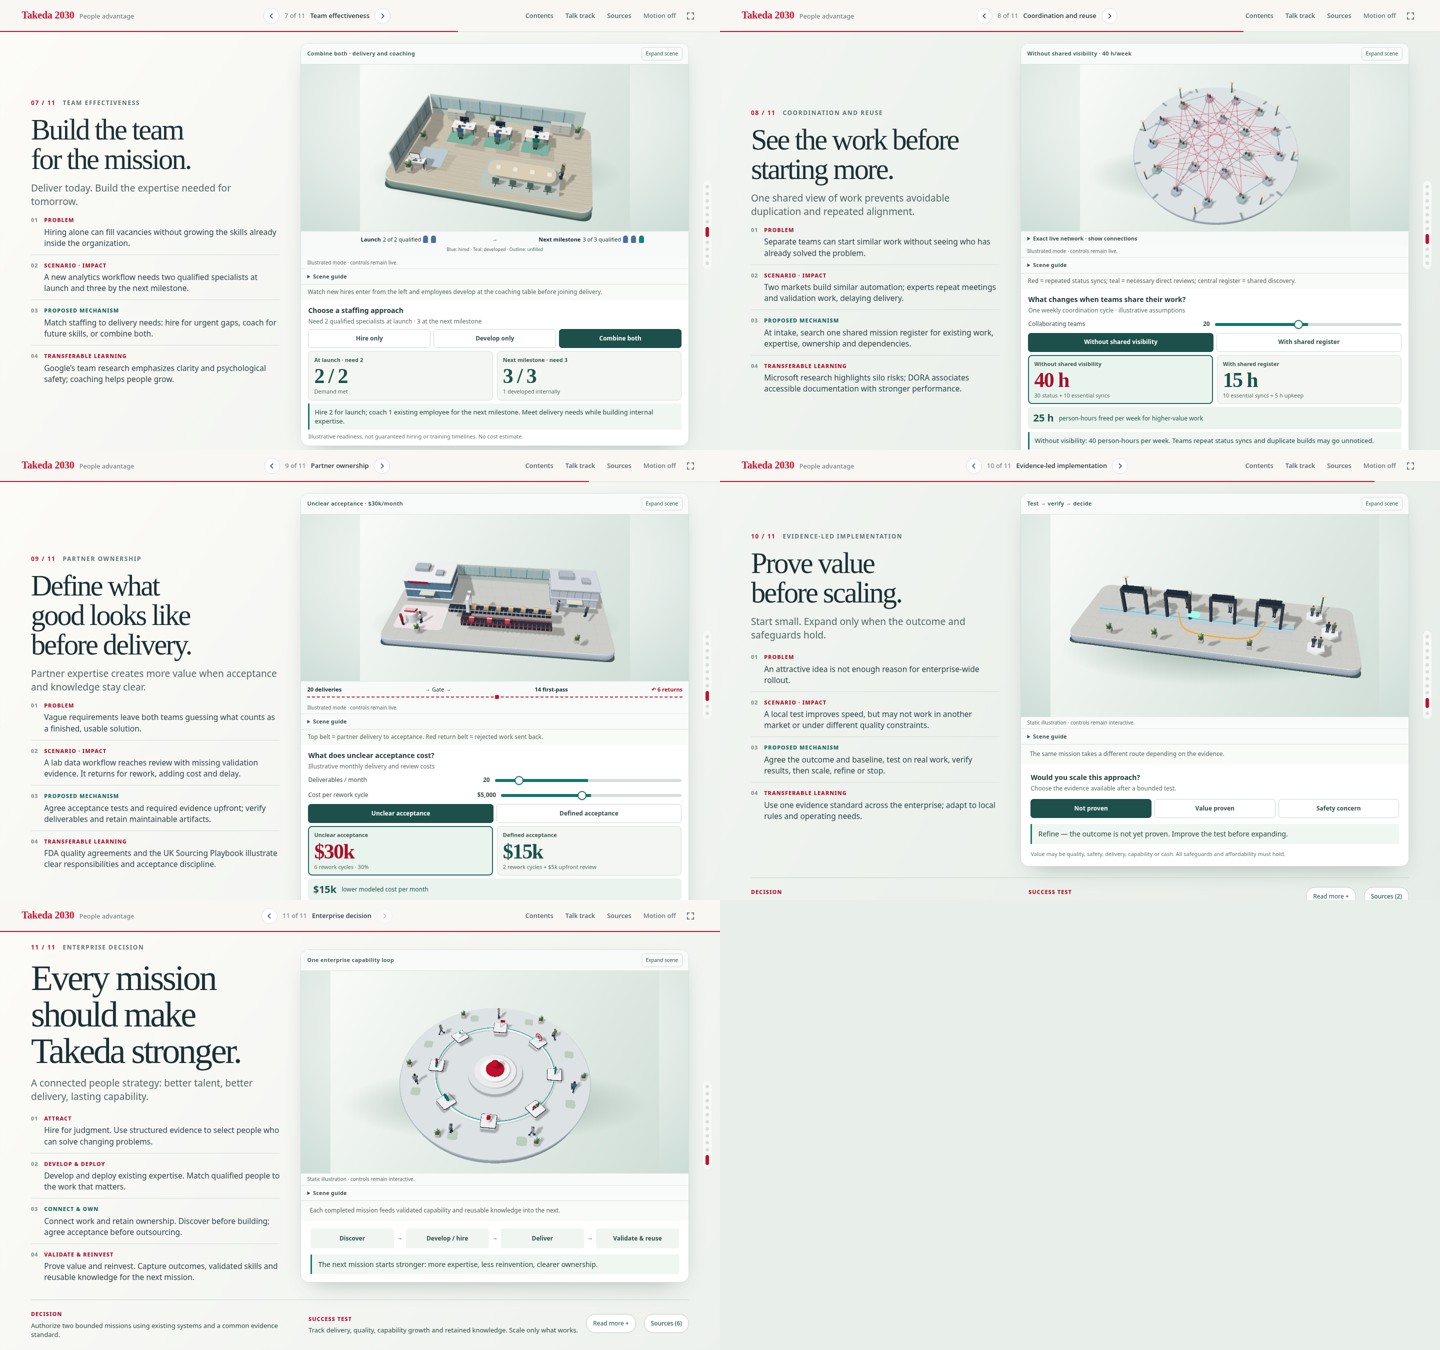 Takeda 2030 People advantage
7 of 11 Team effectiveness
Contents Talk track Sources Motion off
07 / 11 TEAM EFFECTIVENESS
Build the team
for the mission.
Deliver today. Build the expertise needed for
tomorrow.
01 PROBLEM
Hiring alone can fill vacancies without growing the skills already
inside the organization.
02 SCENARIO · IMPACT
A new analytics workflow needs two qualified specialists at
launch and three by the next milestone.
03 PROPOSED MECHANISM
Match staffing to delivery needs: hire for urgent gaps, coach for
future skills, or combine both.
04 TRANSFERABLE LEARNING
Google's team research emphasizes clarity and psychological
safety; coaching helps people grow.
Combine both · delivery and coaching
Expand scene
Launch 2 of 2 qualified → Next milestone 3 of 3 qualified
Blue: hired · Teal: developed · Outline: unfilled
Illustrated mode · controls remain live.
▸ Scene guide
Watch new hires enter from the left and employees develop at the coaching table before joining delivery.
Choose a staffing approach
Need 2 qualified specialists at launch · 3 at the next milestone
Hire only Develop only Combine both
At launch · need 2
2 / 2
Demand met
Next milestone · need 3
3 / 3
1 developed internally
Hire 2 for launch; coach 1 existing employee for the next milestone. Meet delivery needs while building internal
expertise.
Illustrative readiness, not guaranteed hiring or training timelines. No cost estimate.
Takeda 2030 People advantage
8 of 11 Coordination and reuse
Contents Talk track Sources Motion off
08 / 11 COORDINATION AND REUSE
See the work before
starting more.
One shared view of work prevents avoidable
duplication and repeated alignment.
01 PROBLEM
Separate teams can start similar work without seeing who has
already solved the problem.
02 SCENARIO · IMPACT
Two markets build similar automation; experts repeat meetings
and validation work, delaying delivery.
03 PROPOSED MECHANISM
At intake, search one shared mission register for existing work,
expertise, ownership and dependencies.
04 TRANSFERABLE LEARNING
Microsoft research highlights silo risks; DORA associates
accessible documentation with stronger performance.
Without shared visibility · 40 h/week
Expand scene
▸ Exact live network · show connections
Illustrated mode · controls remain live.
▸ Scene guide
Red = repeated status syncs; teal = necessary direct reviews; central register = shared discovery.
What changes when teams share their work?
One weekly coordination cycle · illustrative assumptions
Collaborating teams 20
Without shared visibility With shared register
Without shared visibility
40 h
30 status + 10 essential syncs
With shared register
15 h
10 essential syncs + 5 h upkeep
25 h person-hours freed per week for higher-value work
Without visibility: 40 person-hours per week. Teams repeat status syncs and duplicate builds may go unnoticed.
Takeda 2030 People advantage
9 of 11 Partner ownership
Contents Talk track Sources Motion off
09 / 11 PARTNER OWNERSHIP
Define what
good looks like
before delivery.
Partner expertise creates more value when acceptance
and knowledge stay clear.
01 PROBLEM
Vague requirements leave both teams guessing what counts as
a finished, usable solution.
02 SCENARIO · IMPACT
A lab data workflow reaches review with missing validation
evidence. It returns for rework, adding cost and delay.
03 PROPOSED MECHANISM
Agree acceptance tests and required evidence upfront; verify
deliverables and retain maintainable artifacts.
04 TRANSFERABLE LEARNING
FDA quality agreements and the UK Sourcing Playbook illustrate
clear responsibilities and acceptance discipline.
Unclear acceptance · $30k/month
Expand scene
20 deliveries → Gate → 14 first-pass ↶ 6 returns
Illustrated mode · controls remain live.
▸ Scene guide
Top belt = partner delivery to acceptance. Red return belt = rejected work sent back.
What does unclear acceptance cost?
Illustrative monthly delivery and review costs
Deliverables / month 20
Cost per rework cycle $5,000
Unclear acceptance Defined acceptance
Unclear acceptance
$30k
6 rework cycles · 30%
Defined acceptance
$15k
2 rework cycles + $5k upfront review
$15k lower modeled cost per month
Takeda 2030 People advantage
10 of 11 Evidence-led implementation
Contents Talk track Sources Motion off
10 / 11 EVIDENCE-LED IMPLEMENTATION
Prove value
before scaling.
Start small. Expand only when the outcome and
safeguards hold.
01 PROBLEM
An attractive idea is not enough reason for enterprise-wide
rollout.
02 SCENARIO · IMPACT
A local test improves speed, but may not work in another
market or under different quality constraints.
03 PROPOSED MECHANISM
Agree the outcome and baseline, test on real work, verify
results, then scale, refine or stop.
04 TRANSFERABLE LEARNING
Use one evidence standard across the enterprise; adapt to local
rules and operating needs.
Test → verify → decide
Expand scene
Static illustration · controls remain interactive.
▸ Scene guide
The same mission takes a different route depending on the evidence.
Would you scale this approach?
Choose the evidence available after a bounded test.
Not proven Value proven Safety concern
Refine — the outcome is not yet proven. Improve the test before expanding.
Value may be quality, safety, delivery, capability or cash. All safeguards and affordability must hold.
DECISION
SUCCESS TEST
Read more + Sources (2)
Takeda 2030 People advantage
11 of 11 Enterprise decision
Contents Talk track Sources Motion off
11 / 11 ENTERPRISE DECISION
Every mission
should make
Takeda stronger.
A connected people strategy: better talent, better
delivery, lasting capability.
01 ATTRACT
Hire for judgment. Use structured evidence to select people who
can solve changing problems.
02 DEVELOP & DEPLOY
Develop and deploy existing expertise. Match qualified people to
the work that matters.
03 CONNECT & OWN
Connect work and retain ownership. Discover before building;
agree acceptance before outsourcing.
04 VALIDATE & REINVEST
Prove value and reinvest. Capture outcomes, validated skills and
reusable knowledge for the next mission.
One enterprise capability loop
Expand scene
Static illustration · controls remain interactive.
▸ Scene guide
Each completed mission feeds validated capability and reusable knowledge into the next.
Discover → Develop / hire → Deliver → Validate & reuse
The next mission starts stronger: more expertise, less reinvention, clearer ownership.
DECISION
Authorize two bounded missions using existing systems and a common evidence
standard.
SUCCESS TEST
Track delivery, quality, capability growth and retained knowledge. Scale only what works.
Read more + Sources (6)